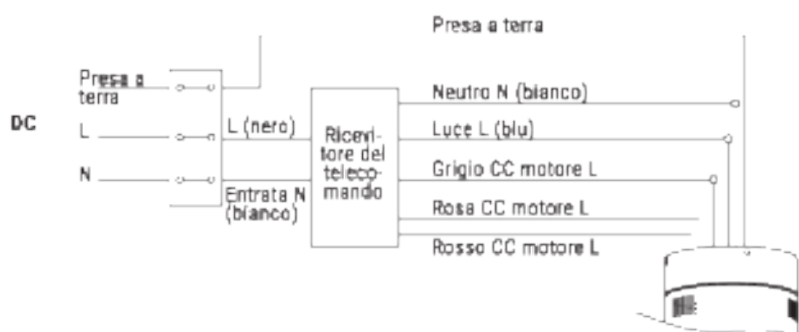 Presa a terra
Presa a
terra
DC
L
N
L (nero)
Entrata N
(bianco)
Ricevi-
tore del
teleco-
mando
Neutro N (bianco)
Luce L (blu)
Grigio CC motore L
Rosa CC motore L
Rosso CC motore L